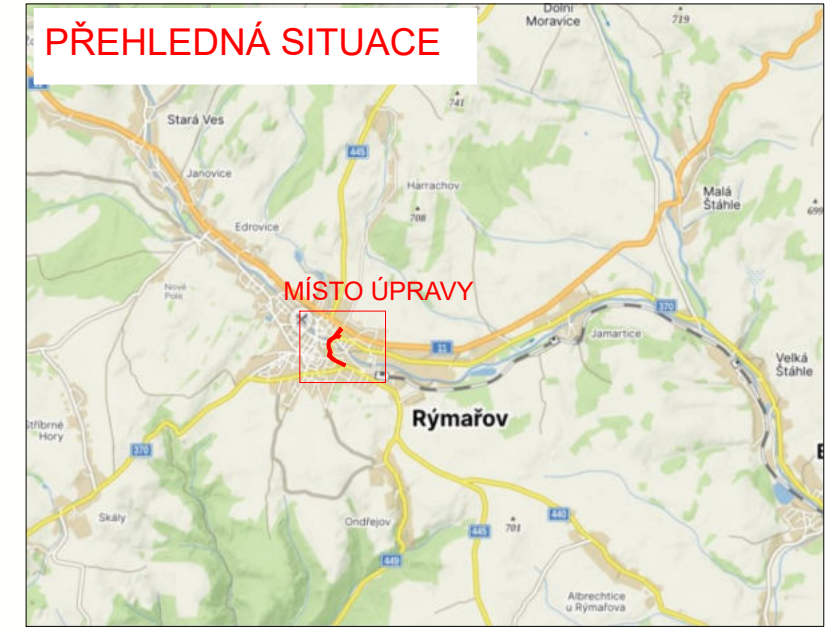 PŘEHLEDNÁ SITUACE
Dolní
Moravice
719
741
Stará Ves
445
Janovice
Harrachov
708
Malá
Štáhle
699
Edrovice
Nové
Pole
MÍSTO ÚPRAVY
370
11
Jamartice
Velká
Štáhle
Rýmařov
Stříbrné
Hory
370
Skály
Ondřejov
445
701
440
449
Albrechtice
u Rýmařova